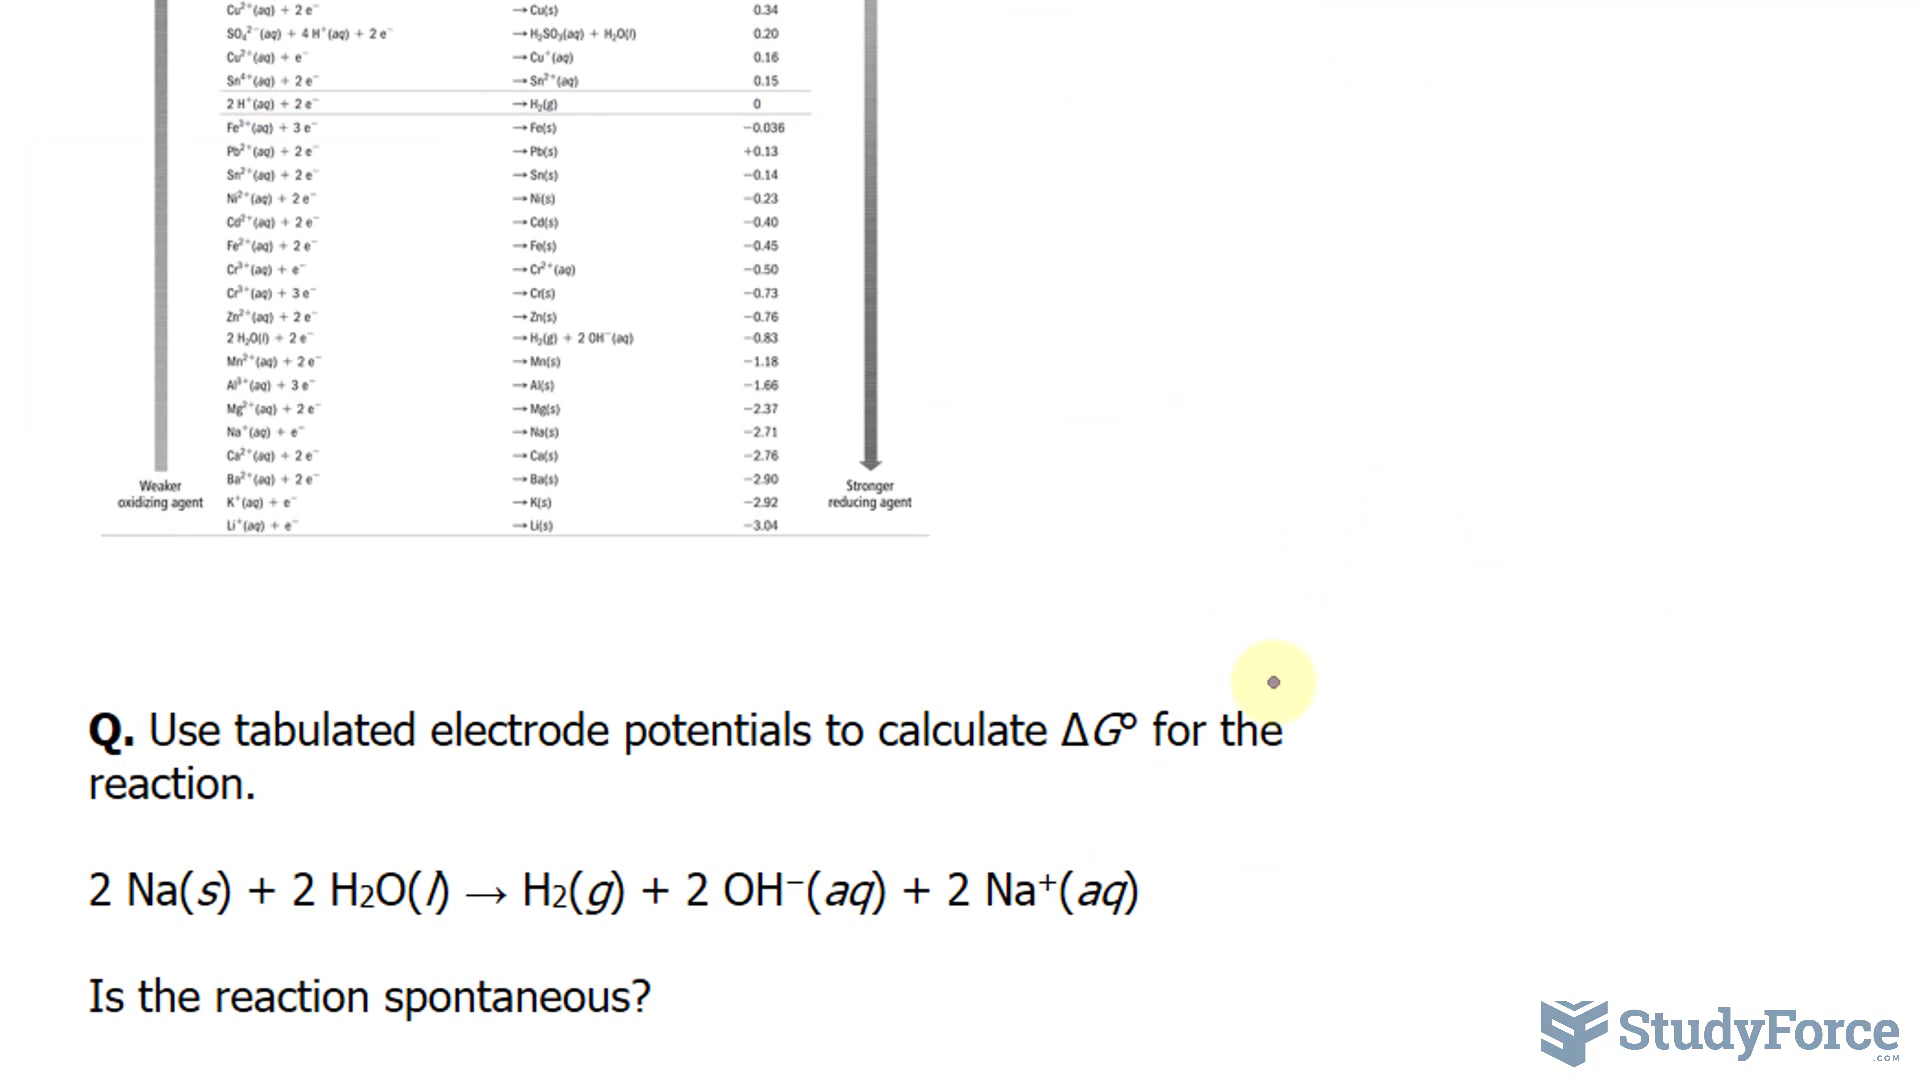 Cu²⁺(aq) + 2 e⁻ → Cu(s) 0.34
SO₄²⁻(aq) + 4 H⁺(aq) + 2 e⁻ → H₂SO₃(aq) + H₂O(l) 0.20
Cu²⁺(aq) + e⁻ → Cu⁺(aq) 0.16
Sn⁴⁺(aq) + 2 e⁻ → Sn²⁺(aq) 0.15
2 H⁺(aq) + 2 e⁻ → H₂(g) 0
Fe³⁺(aq) + 3 e⁻ → Fe(s) −0.036
Pb²⁺(aq) + 2 e⁻ → Pb(s) +0.13
Sn²⁺(aq) + 2 e⁻ → Sn(s) −0.14
Ni²⁺(aq) + 2 e⁻ → Ni(s) −0.23
Cd²⁺(aq) + 2 e⁻ → Cd(s) −0.40
Fe²⁺(aq) + 2 e⁻ → Fe(s) −0.45
Cr³⁺(aq) + e⁻ → Cr²⁺(aq) −0.50
Cr³⁺(aq) + 3 e⁻ → Cr(s) −0.73
Zn²⁺(aq) + 2 e⁻ → Zn(s) −0.76
2 H₂O(l) + 2 e⁻ → H₂(g) + 2 OH⁻(aq) −0.83
Mn²⁺(aq) + 2 e⁻ → Mn(s) −1.18
Al³⁺(aq) + 3 e⁻ → Al(s) −1.66
Mg²⁺(aq) + 2 e⁻ → Mg(s) −2.37
Na⁺(aq) + e⁻ → Na(s) −2.71
Ca²⁺(aq) + 2 e⁻ → Ca(s) −2.76
Ba²⁺(aq) + 2 e⁻ → Ba(s) −2.90
K⁺(aq) + e⁻ → K(s) −2.92
Li⁺(aq) + e⁻ → Li(s) −3.04
Weaker
oxidizing agent
Stronger
reducing agent
Q. Use tabulated electrode potentials to calculate ΔG° for the
reaction.
2 Na(s) + 2 H₂O(l) → H₂(g) + 2 OH⁻(aq) + 2 Na⁺(aq)
Is the reaction spontaneous?
StudyForce
.COM